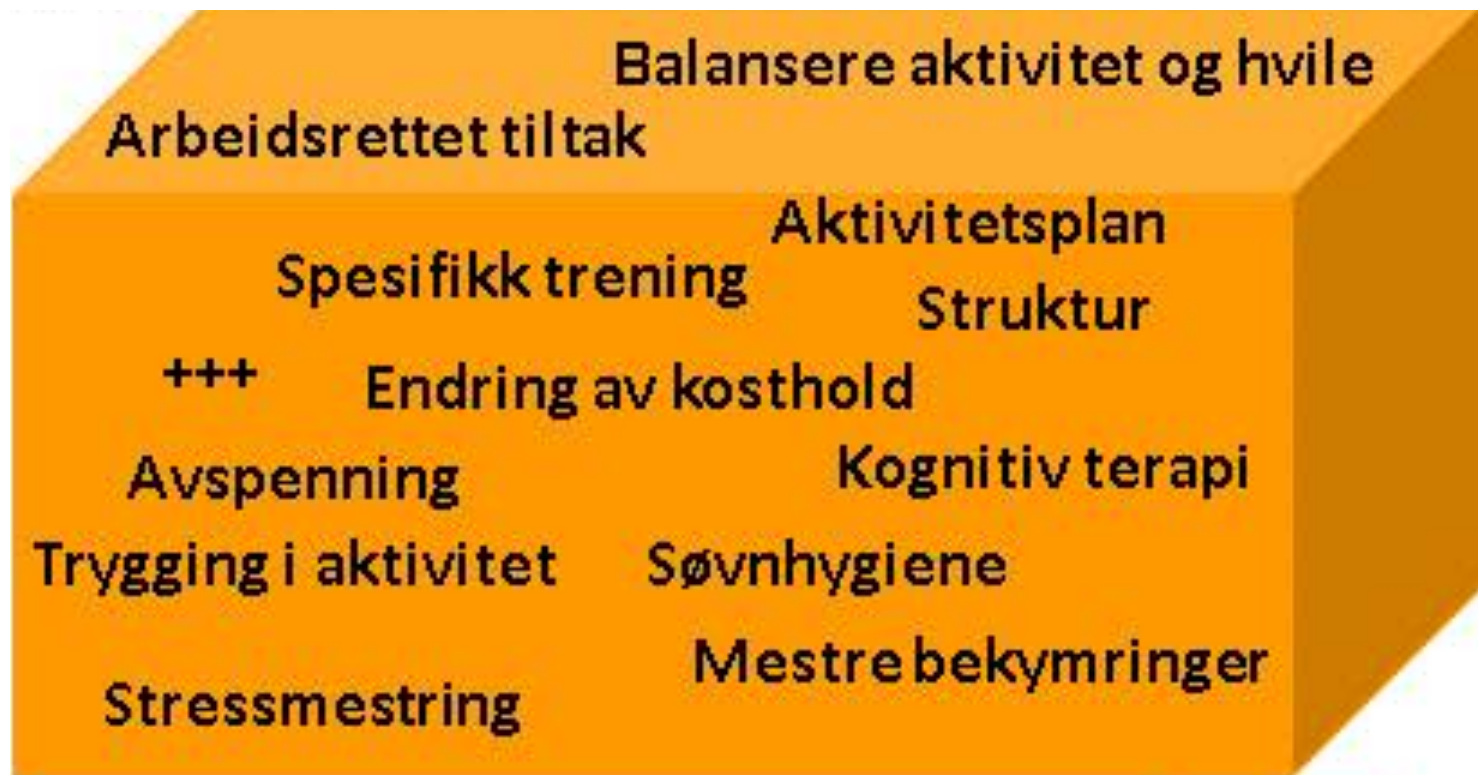 Balansere aktivitet og hvile
Arbeidsrettet tiltak
Aktivitetsplan
Spesifikk trening
Struktur
+++
Endring av kosthold
Kognitiv terapi
Avspenning
Trygging i aktivitet
Søvnhygiene
Mestre bekymringer
Stressmestring